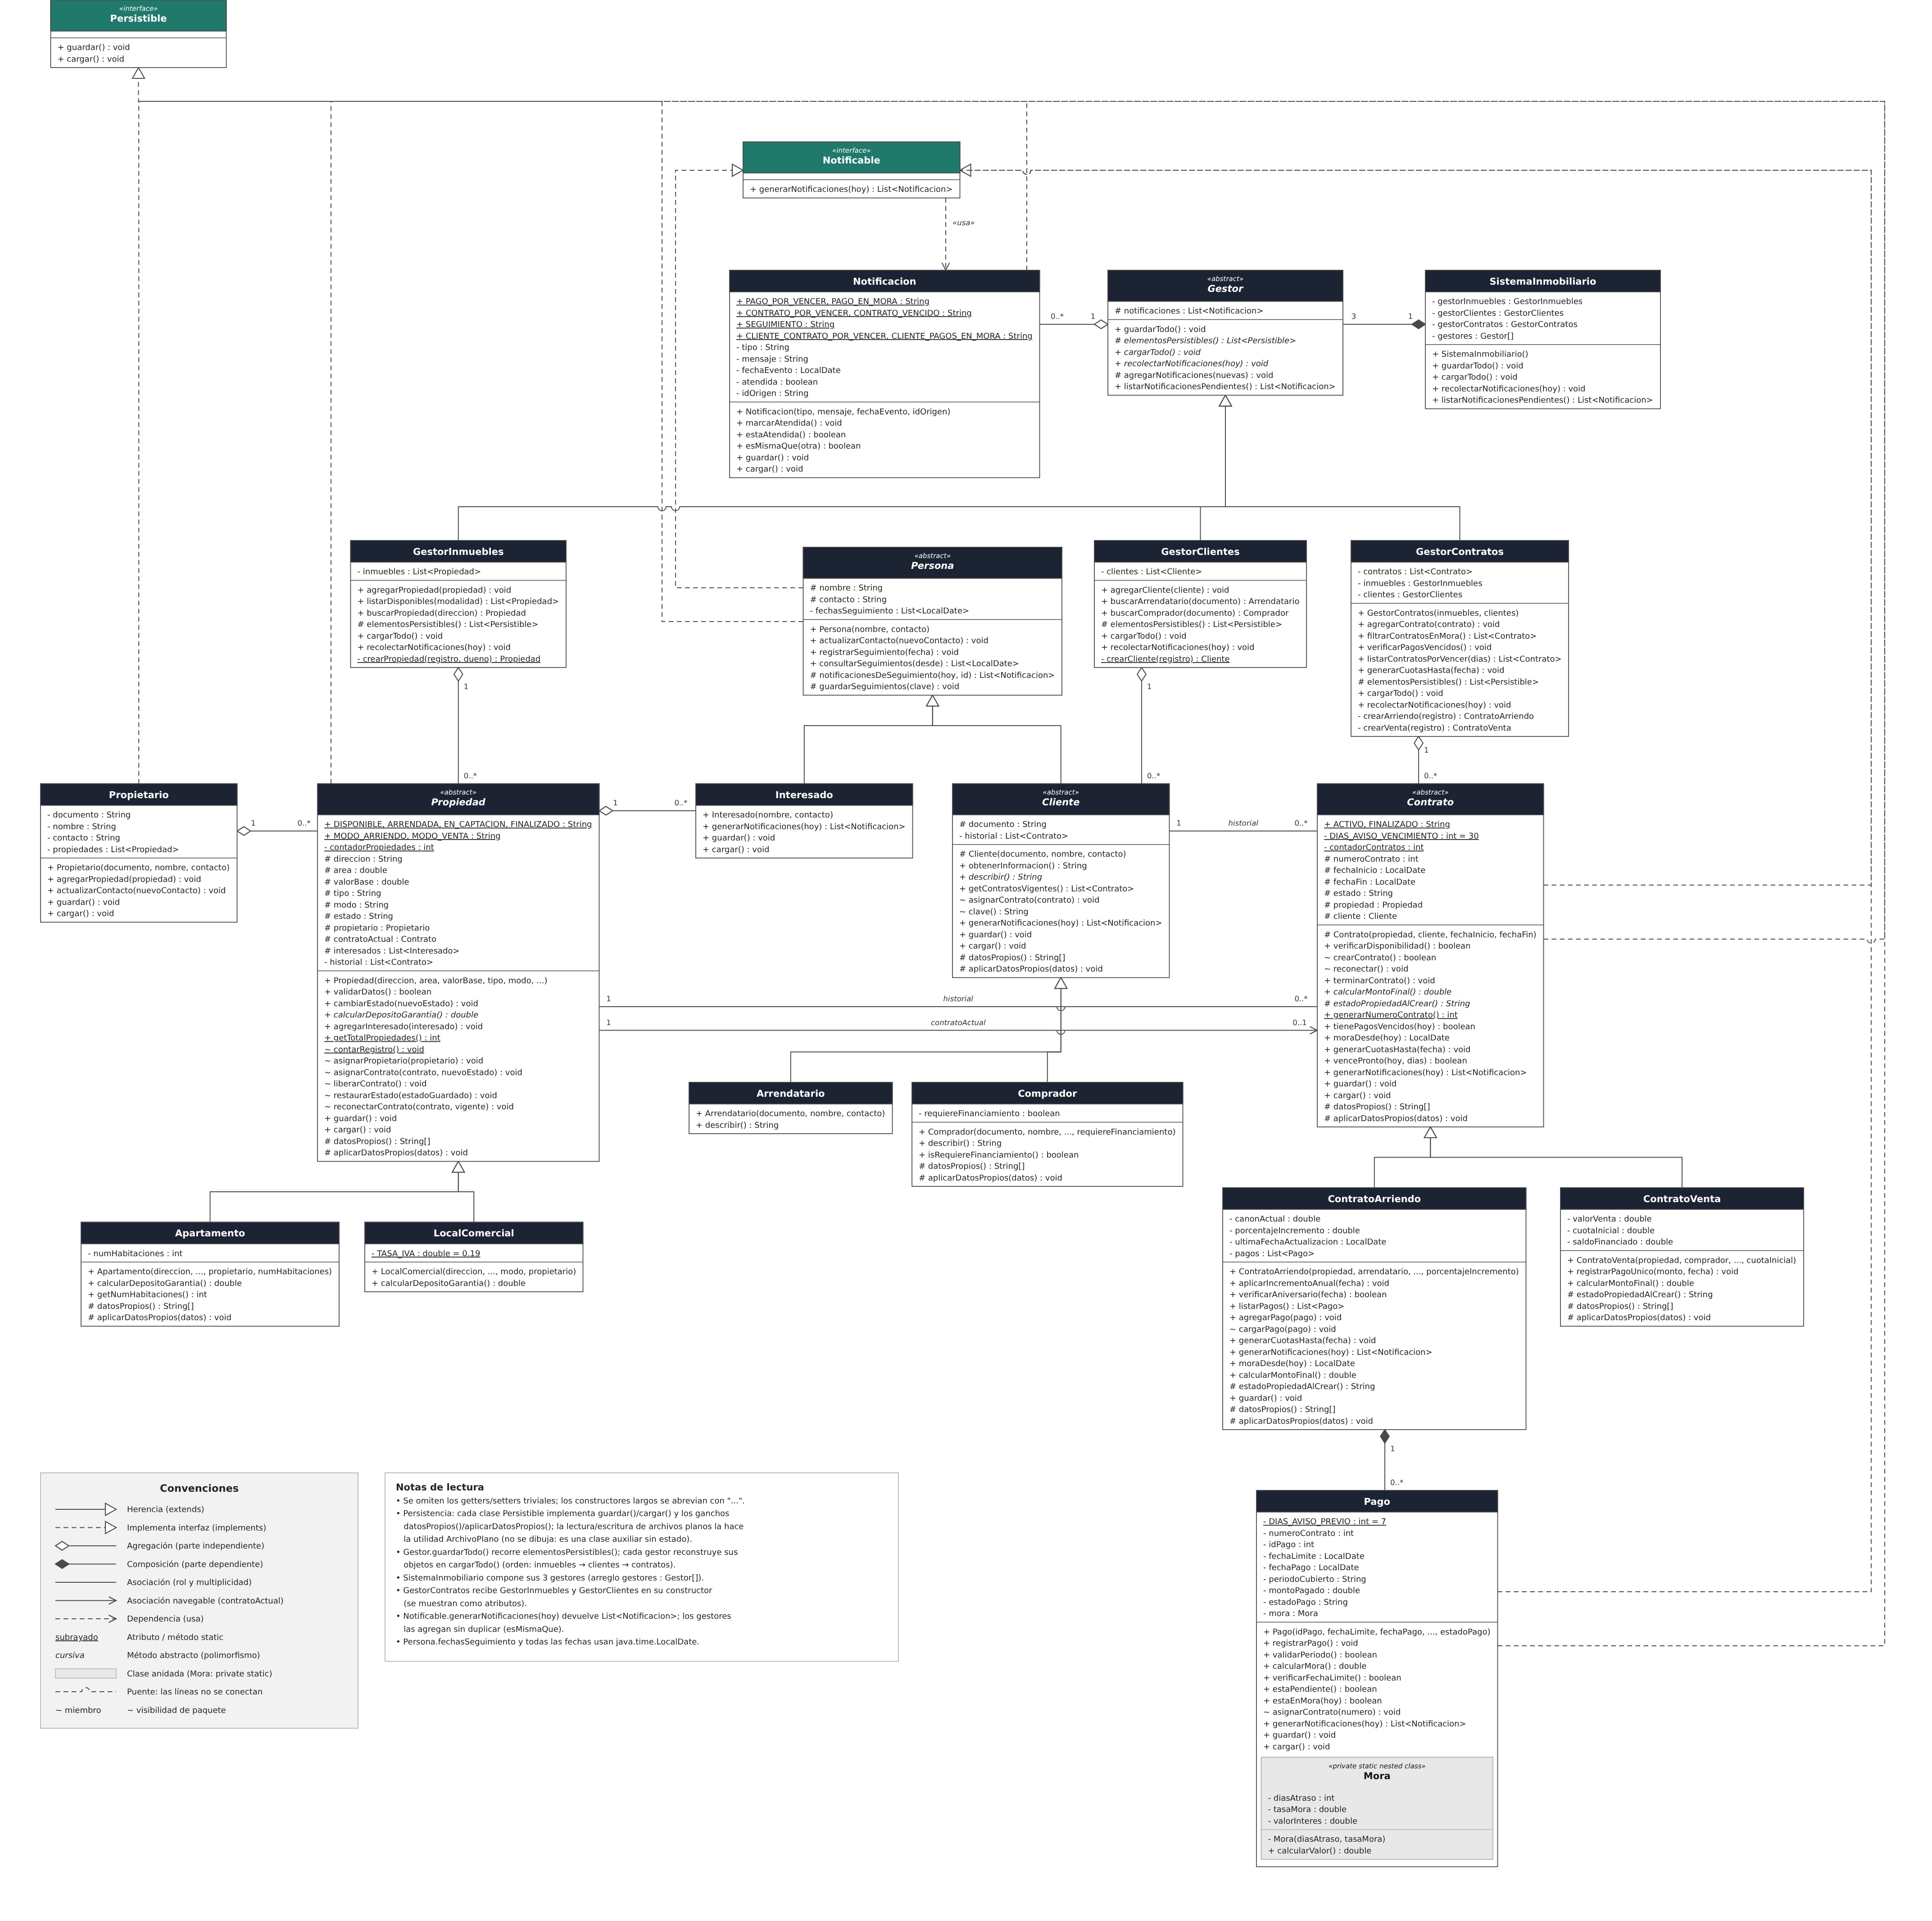 «interface»
Persistible
+ guardar() : void
+ cargar() : void
«interface»
Notificable
+ generarNotificaciones(hoy) : List<Notificacion>
«usa»
Notificacion
+ PAGO_POR_VENCER, PAGO_EN_MORA : String
+ CONTRATO_POR_VENCER, CONTRATO_VENCIDO : String
+ SEGUIMIENTO : String
+ CLIENTE_CONTRATO_POR_VENCER, CLIENTE_PAGOS_EN_MORA : String
- tipo : String
- mensaje : String
- fechaEvento : LocalDate
- atendida : boolean
- idOrigen : String
+ Notificacion(tipo, mensaje, fechaEvento, idOrigen)
+ marcarAtendida() : void
+ estaAtendida() : boolean
+ esMismaQue(otra) : boolean
+ guardar() : void
+ cargar() : void
0..* 1
«abstract»
Gestor
# notificaciones : List<Notificacion>
+ guardarTodo() : void
# elementosPersistibles() : List<Persistible>
+ cargarTodo() : void
+ recolectarNotificaciones(hoy) : void
# agregarNotificaciones(nuevas) : void
+ listarNotificacionesPendientes() : List<Notificacion>
3 1
SistemaInmobiliario
- gestorInmuebles : GestorInmuebles
- gestorClientes : GestorClientes
- gestorContratos : GestorContratos
- gestores : Gestor[]
+ SistemaInmobiliario()
+ guardarTodo() : void
+ cargarTodo() : void
+ recolectarNotificaciones(hoy) : void
+ listarNotificacionesPendientes() : List<Notificacion>
GestorInmuebles
- inmuebles : List<Propiedad>
+ agregarPropiedad(propiedad) : void
+ listarDisponibles(modalidad) : List<Propiedad>
+ buscarPropiedad(direccion) : Propiedad
# elementosPersistibles() : List<Persistible>
+ cargarTodo() : void
+ recolectarNotificaciones(hoy) : void
- crearPropiedad(registro, dueno) : Propiedad
1
0..*
«abstract»
Persona
# nombre : String
# contacto : String
- fechasSeguimiento : List<LocalDate>
+ Persona(nombre, contacto)
+ actualizarContacto(nuevoContacto) : void
+ registrarSeguimiento(fecha) : void
+ consultarSeguimientos(desde) : List<LocalDate>
# notificacionesDeSeguimiento(hoy, id) : List<Notificacion>
# guardarSeguimientos(clave) : void
GestorClientes
- clientes : List<Cliente>
+ agregarCliente(cliente) : void
+ buscarArrendatario(documento) : Arrendatario
+ buscarComprador(documento) : Comprador
# elementosPersistibles() : List<Persistible>
+ cargarTodo() : void
+ recolectarNotificaciones(hoy) : void
- crearCliente(registro) : Cliente
1
0..*
GestorContratos
- contratos : List<Contrato>
- inmuebles : GestorInmuebles
- clientes : GestorClientes
+ GestorContratos(inmuebles, clientes)
+ agregarContrato(contrato) : void
+ filtrarContratosEnMora() : List<Contrato>
+ verificarPagosVencidos() : void
+ listarContratosPorVencer(dias) : List<Contrato>
+ generarCuotasHasta(fecha) : void
# elementosPersistibles() : List<Persistible>
+ cargarTodo() : void
+ recolectarNotificaciones(hoy) : void
- crearArriendo(registro) : ContratoArriendo
- crearVenta(registro) : ContratoVenta
1
0..*
Propietario
- documento : String
- nombre : String
- contacto : String
- propiedades : List<Propiedad>
+ Propietario(documento, nombre, contacto)
+ agregarPropiedad(propiedad) : void
+ actualizarContacto(nuevoContacto) : void
+ guardar() : void
+ cargar() : void
1 0..*
«abstract»
Propiedad
+ DISPONIBLE, ARRENDADA, EN_CAPTACION, FINALIZADO : String
+ MODO_ARRIENDO, MODO_VENTA : String
- contadorPropiedades : int
# direccion : String
# area : double
# valorBase : double
# tipo : String
# modo : String
# estado : String
# propietario : Propietario
# contratoActual : Contrato
# interesados : List<Interesado>
- historial : List<Contrato>
+ Propiedad(direccion, area, valorBase, tipo, modo, ...)
+ validarDatos() : boolean
+ cambiarEstado(nuevoEstado) : void
+ calcularDepositoGarantia() : double
+ agregarInteresado(interesado) : void
+ getTotalPropiedades() : int
~ contarRegistro() : void
~ asignarPropietario(propietario) : void
~ asignarContrato(contrato, nuevoEstado) : void
~ liberarContrato() : void
~ restaurarEstado(estadoGuardado) : void
~ reconectarContrato(contrato, vigente) : void
+ guardar() : void
+ cargar() : void
# datosPropios() : String[]
# aplicarDatosPropios(datos) : void
1 0..*
Interesado
+ Interesado(nombre, contacto)
+ generarNotificaciones(hoy) : List<Notificacion>
+ guardar() : void
+ cargar() : void
«abstract»
Cliente
# documento : String
- historial : List<Contrato>
# Cliente(documento, nombre, contacto)
+ obtenerInformacion() : String
+ describir() : String
+ getContratosVigentes() : List<Contrato>
~ asignarContrato(contrato) : void
~ clave() : String
+ generarNotificaciones(hoy) : List<Notificacion>
+ guardar() : void
+ cargar() : void
# datosPropios() : String[]
# aplicarDatosPropios(datos) : void
1 historial 0..*
«abstract»
Contrato
+ ACTIVO, FINALIZADO : String
- DIAS_AVISO_VENCIMIENTO : int = 30
- contadorContratos : int
# numeroContrato : int
# fechaInicio : LocalDate
# fechaFin : LocalDate
# estado : String
# propiedad : Propiedad
# cliente : Cliente
# Contrato(propiedad, cliente, fechaInicio, fechaFin)
+ verificarDisponibilidad() : boolean
~ crearContrato() : boolean
~ reconectar() : void
+ terminarContrato() : void
+ calcularMontoFinal() : double
# estadoPropiedadAlCrear() : String
+ generarNumeroContrato() : int
+ tienePagosVencidos(hoy) : boolean
+ moraDesde(hoy) : LocalDate
+ generarCuotasHasta(fecha) : void
+ vencePronto(hoy, dias) : boolean
+ generarNotificaciones(hoy) : List<Notificacion>
+ guardar() : void
+ cargar() : void
# datosPropios() : String[]
# aplicarDatosPropios(datos) : void
1 historial 0..*
1 contratoActual 0..1
Arrendatario
+ Arrendatario(documento, nombre, contacto)
+ describir() : String
Comprador
- requiereFinanciamiento : boolean
+ Comprador(documento, nombre, ..., requiereFinanciamiento)
+ describir() : String
+ isRequiereFinanciamiento() : boolean
# datosPropios() : String[]
# aplicarDatosPropios(datos) : void
Apartamento
- numHabitaciones : int
+ Apartamento(direccion, ..., propietario, numHabitaciones)
+ calcularDepositoGarantia() : double
+ getNumHabitaciones() : int
# datosPropios() : String[]
# aplicarDatosPropios(datos) : void
LocalComercial
- TASA_IVA : double = 0.19
+ LocalComercial(direccion, ..., modo, propietario)
+ calcularDepositoGarantia() : double
ContratoArriendo
- canonActual : double
- porcentajeIncremento : double
- ultimaFechaActualizacion : LocalDate
- pagos : List<Pago>
+ ContratoArriendo(propiedad, arrendatario, ..., porcentajeIncremento)
+ aplicarIncrementoAnual(fecha) : void
+ verificarAniversario(fecha) : boolean
+ listarPagos() : List<Pago>
+ agregarPago(pago) : void
~ cargarPago(pago) : void
+ generarCuotasHasta(fecha) : void
+ generarNotificaciones(hoy) : List<Notificacion>
+ moraDesde(hoy) : LocalDate
+ calcularMontoFinal() : double
# estadoPropiedadAlCrear() : String
+ guardar() : void
# datosPropios() : String[]
# aplicarDatosPropios(datos) : void
ContratoVenta
- valorVenta : double
- cuotaInicial : double
- saldoFinanciado : double
+ ContratoVenta(propiedad, comprador, ..., cuotaInicial)
+ registrarPagoUnico(monto, fecha) : void
+ calcularMontoFinal() : double
# estadoPropiedadAlCrear() : String
# datosPropios() : String[]
# aplicarDatosPropios(datos) : void
1
0..*
Pago
- DIAS_AVISO_PREVIO : int = 7
- numeroContrato : int
- idPago : int
- fechaLimite : LocalDate
- fechaPago : LocalDate
- periodoCubierto : String
- montoPagado : double
- estadoPago : String
- mora : Mora
+ Pago(idPago, fechaLimite, fechaPago, ..., estadoPago)
+ registrarPago() : void
+ validarPeriodo() : boolean
+ calcularMora() : double
+ verificarFechaLimite() : boolean
+ estaPendiente() : boolean
+ estaEnMora(hoy) : boolean
~ asignarContrato(numero) : void
+ generarNotificaciones(hoy) : List<Notificacion>
+ guardar() : void
+ cargar() : void
«private static nested class»
Mora
- diasAtraso : int
- tasaMora : double
- valorInteres : double
- Mora(diasAtraso, tasaMora)
+ calcularValor() : double
Convenciones
Herencia (extends)
Implementa interfaz (implements)
Agregación (parte independiente)
Composición (parte dependiente)
Asociación (rol y multiplicidad)
Asociación navegable (contratoActual)
Dependencia (usa)
subrayado Atributo / método static
cursiva Método abstracto (polimorfismo)
Clase anidada (Mora: private static)
Puente: las líneas no se conectan
~ miembro ~ visibilidad de paquete
Notas de lectura
• Se omiten los getters/setters triviales; los constructores largos se abrevian con "...".
• Persistencia: cada clase Persistible implementa guardar()/cargar() y los ganchos
datosPropios()/aplicarDatosPropios(); la lectura/escritura de archivos planos la hace
la utilidad ArchivoPlano (no se dibuja: es una clase auxiliar sin estado).
• Gestor.guardarTodo() recorre elementosPersistibles(); cada gestor reconstruye sus
objetos en cargarTodo() (orden: inmuebles → clientes → contratos).
• SistemaInmobiliario compone sus 3 gestores (arreglo gestores : Gestor[]).
• GestorContratos recibe GestorInmuebles y GestorClientes en su constructor
(se muestran como atributos).
• Notificable.generarNotificaciones(hoy) devuelve List<Notificacion>; los gestores
las agregan sin duplicar (esMismaQue).
• Persona.fechasSeguimiento y todas las fechas usan java.time.LocalDate.